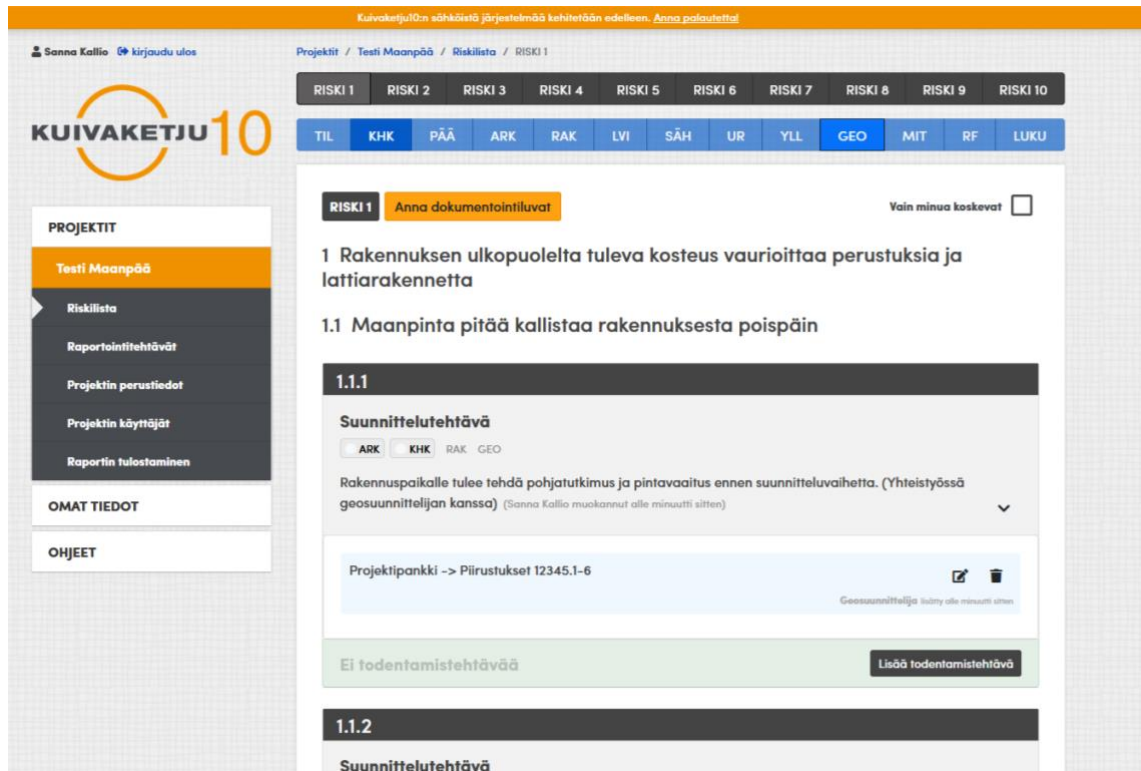 Kuivaketju10:n sähköistä järjestelmää kehitetään edelleen. Anna palautetta!
Sanna Kallio kirjaudu ulos
Projektit / Testi Maanpää / Riskilista / RISKI 1
KUIVAKETJU10
RISKI 1 RISKI 2 RISKI 3 RISKI 4 RISKI 5 RISKI 6 RISKI 7 RISKI 8 RISKI 9 RISKI 10
TIL KHK PÄÄ ARK RAK LVI SÄH UR YLL GEO MIT RF LUKU
PROJEKTIT
Testi Maanpää
Riskilista
Raportointitehtävät
Projektin perustiedot
Projektin käyttäjät
Raportin tulostaminen
OMAT TIEDOT
OHJEET
RISKI 1 Anna dokumentointiluvat Vain minua koskevat
1 Rakennuksen ulkopuolelta tuleva kosteus vaurioittaa perustuksia ja
lattiarakennetta
1.1 Maanpinta pitää kallistaa rakennuksesta poispäin
1.1.1
Suunnittelutehtävä
ARK KHK RAK GEO
Rakennuspaikalle tulee tehdä pohjatutkimus ja pintavaaitus ennen suunnitteluvaihetta. (Yhteistyössä
geosuunnittelijan kanssa) (Sanna Kallio muokannut alle minuutti sitten)
Projektipankki -> Piirustukset 12345.1-6
Geosuunnittelija lisätty alle minuutti sitten
Ei todentamistehtävää Lisää todentamistehtävä
1.1.2
Suunnittelutehtävä